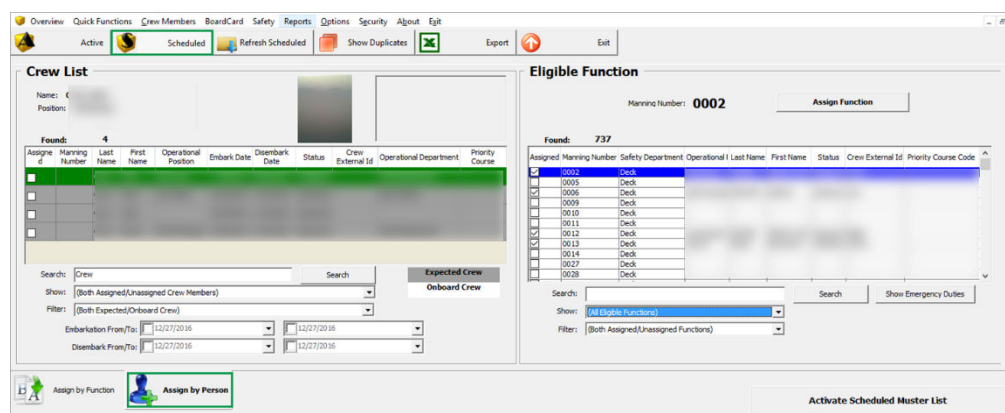 Overview Quick Functions Crew Members BoardCard Safety Reports Options Security About Exit
Active Scheduled Refresh Scheduled Show Duplicates Export Exit
Crew List
Name:
Position:
Found: 4
Assigne d Manning Number Last Name First Name Operational Position Embark Date Disembark Date Status Crew External Id Operational Department Priority Course
Search: Crew Search Expected Crew
Show: (Both Assigned/Unassigned Crew Members) Onboard Crew
Filter: (Both Expected/Onboard Crew)
Embarkation From/To: 12/27/2016 12/27/2016
Disembark From/To: 12/27/2016 12/27/2016
Eligible Function
Manning Number: 0002 Assign Function
Found: 737
Assigned Manning Number Safety Department Operational I Last Name First Name Status Crew External Id Priority Course Code
0002 Deck
0005 Deck
0006 Deck
0009 Deck
0010 Deck
0011 Deck
0012 Deck
0013 Deck
0014 Deck
0027 Deck
0028 Deck
Search: Search Show Emergency Duties
Show: (All Eligible Functions)
Filter: (Both Assigned/Unassigned Functions)
Assign by Function Assign by Person
Activate Scheduled Muster List